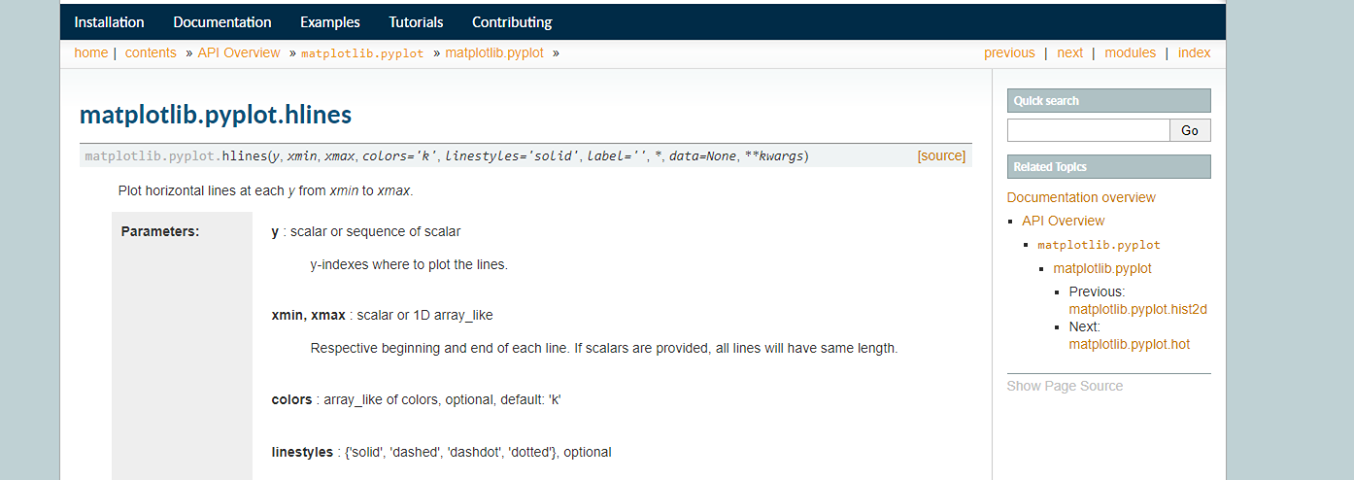 Installation Documentation Examples Tutorials Contributing
home | contents » API Overview » matplotlib.pyplot » matplotlib.pyplot » previous | next | modules | index
matplotlib.pyplot.hlines
matplotlib.pyplot.hlines(y, xmin, xmax, colors='k', linestyles='solid', label='', *, data=None, **kwargs) [source]
Plot horizontal lines at each y from xmin to xmax.
Parameters:
y : scalar or sequence of scalar
y-indexes where to plot the lines.
xmin, xmax : scalar or 1D array_like
Respective beginning and end of each line. If scalars are provided, all lines will have same length.
colors : array_like of colors, optional, default: 'k'
linestyles : {'solid', 'dashed', 'dashdot', 'dotted'}, optional
Quick search
Go
Related Topics
Documentation overview
▪ API Overview
▪ matplotlib.pyplot
▪ matplotlib.pyplot
▪ Previous:
matplotlib.pyplot.hist2d
▪ Next:
matplotlib.pyplot.hot
Show Page Source